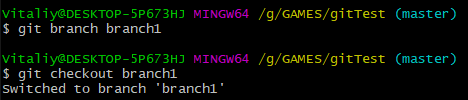 Vitaliy@DESKTOP-5P673HJ MINGW64 /g/GAMES/gitTest (master)
$ git branch branch1
Vitaliy@DESKTOP-5P673HJ MINGW64 /g/GAMES/gitTest (master)
$ git checkout branch1
Switched to branch 'branch1'